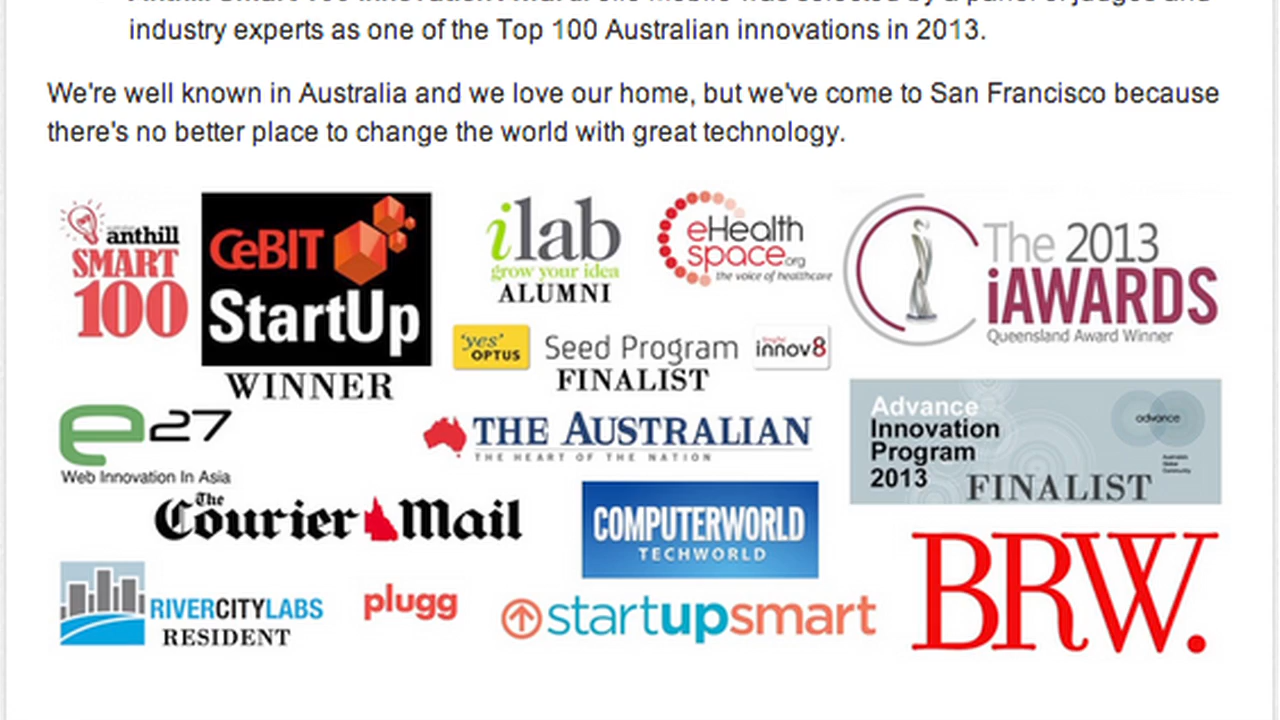 industry experts as one of the Top 100 Australian innovations in 2013.
We're well known in Australia and we love our home, but we've come to San Francisco because
there's no better place to change the world with great technology.
anthill
SMART
100
CeBIT
StartUp
WINNER
ilab
grow your idea
ALUMNI
eHealth
space.org
the voice of healthcare
The 2013
iAWARDS
Queensland Award Winner
'yes'
OPTUS
Seed Program
FINALIST
innov8
e27
Web Innovation In Asia
THE AUSTRALIAN
THE HEART OF THE NATION
Advance
Innovation
Program
2013
FINALIST
advance
The
Courier Mail
COMPUTERWORLD
TECHWORLD
BRW.
RIVERCITYLABS
RESIDENT
plugg
startupsmart